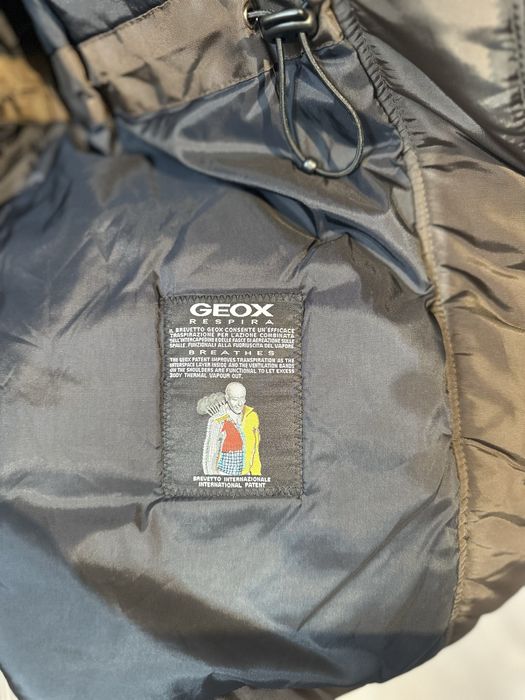 GEOX
RESPIRA
IL BREVETTO GEOX CONSENTE UN'EFFICACE
TRASPIRAZIONE PER L'AZIONE COMBINATA
DELL'INTERCAPEDINE E DELLE FASCE DI AERAZIONE SULLE
SPALLE, FUNZIONALI ALLA FUORUSCITA DEL VAPORE.
BREATHES
THE GEOX PATENT IMPROVES TRANSPIRATION AS THE
INTERSPACE LAYER INSIDE AND THE VENTILATION BANDS
ON THE SHOULDERS ARE FUNCTIONAL TO LET EXCESS
BODY THERMAL VAPOUR OUT.
BREVETTO INTERNAZIONALE
INTERNATIONAL PATENT